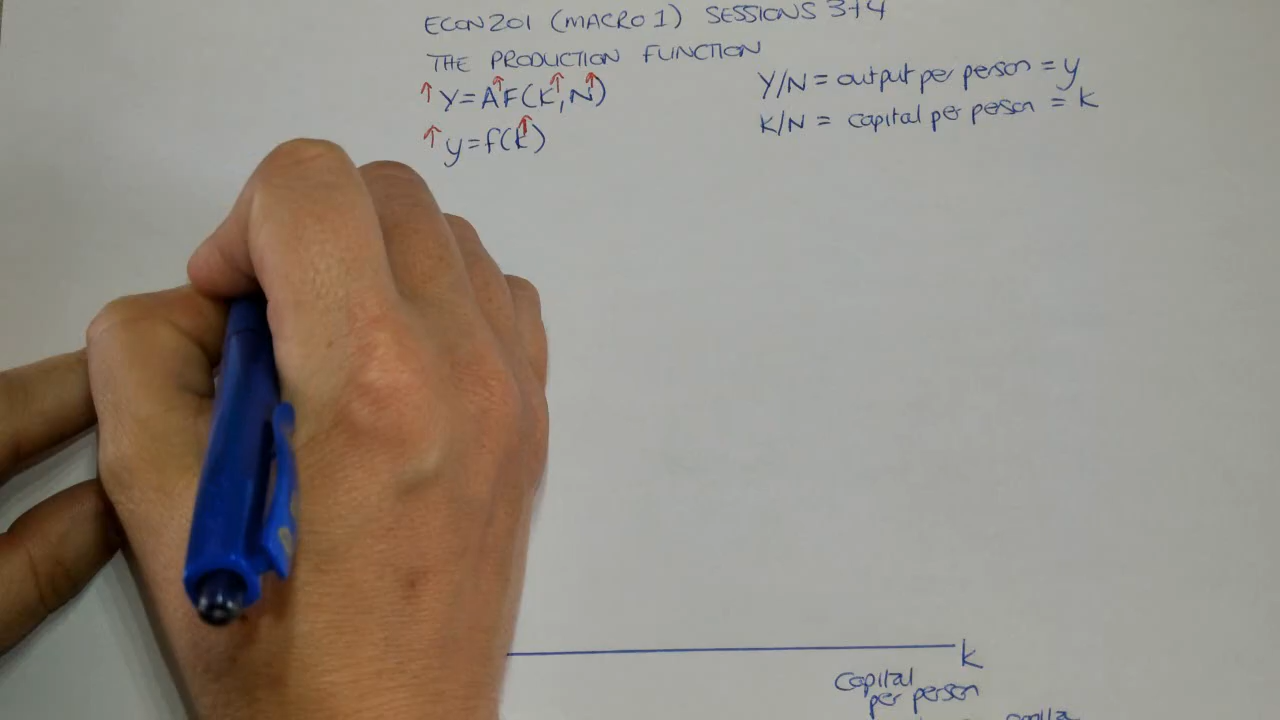 ECON201 (MACRO 1) SESSIONS 3+4
THE PRODUCTION FUNCTION
↑ Y=A↑F(K↑,N↑)
↑ y=f(k↑)
Y/N = output per person = y
K/N = capital per person = k
k
capital
per person